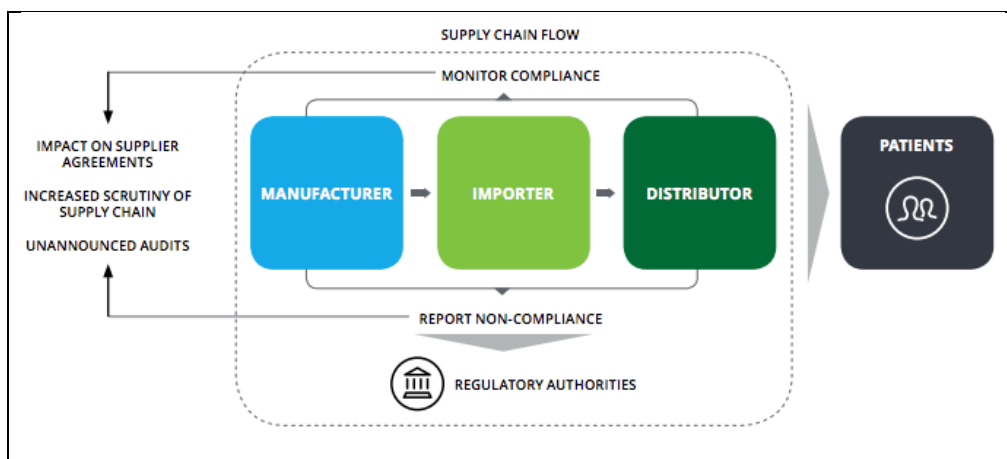 SUPPLY CHAIN FLOW
MONITOR COMPLIANCE
IMPACT ON SUPPLIER
AGREEMENTS
INCREASED SCRUTINY OF
SUPPLY CHAIN
UNANNOUNCED AUDITS
MANUFACTURER
IMPORTER
DISTRIBUTOR
PATIENTS
REPORT NON-COMPLIANCE
REGULATORY AUTHORITIES